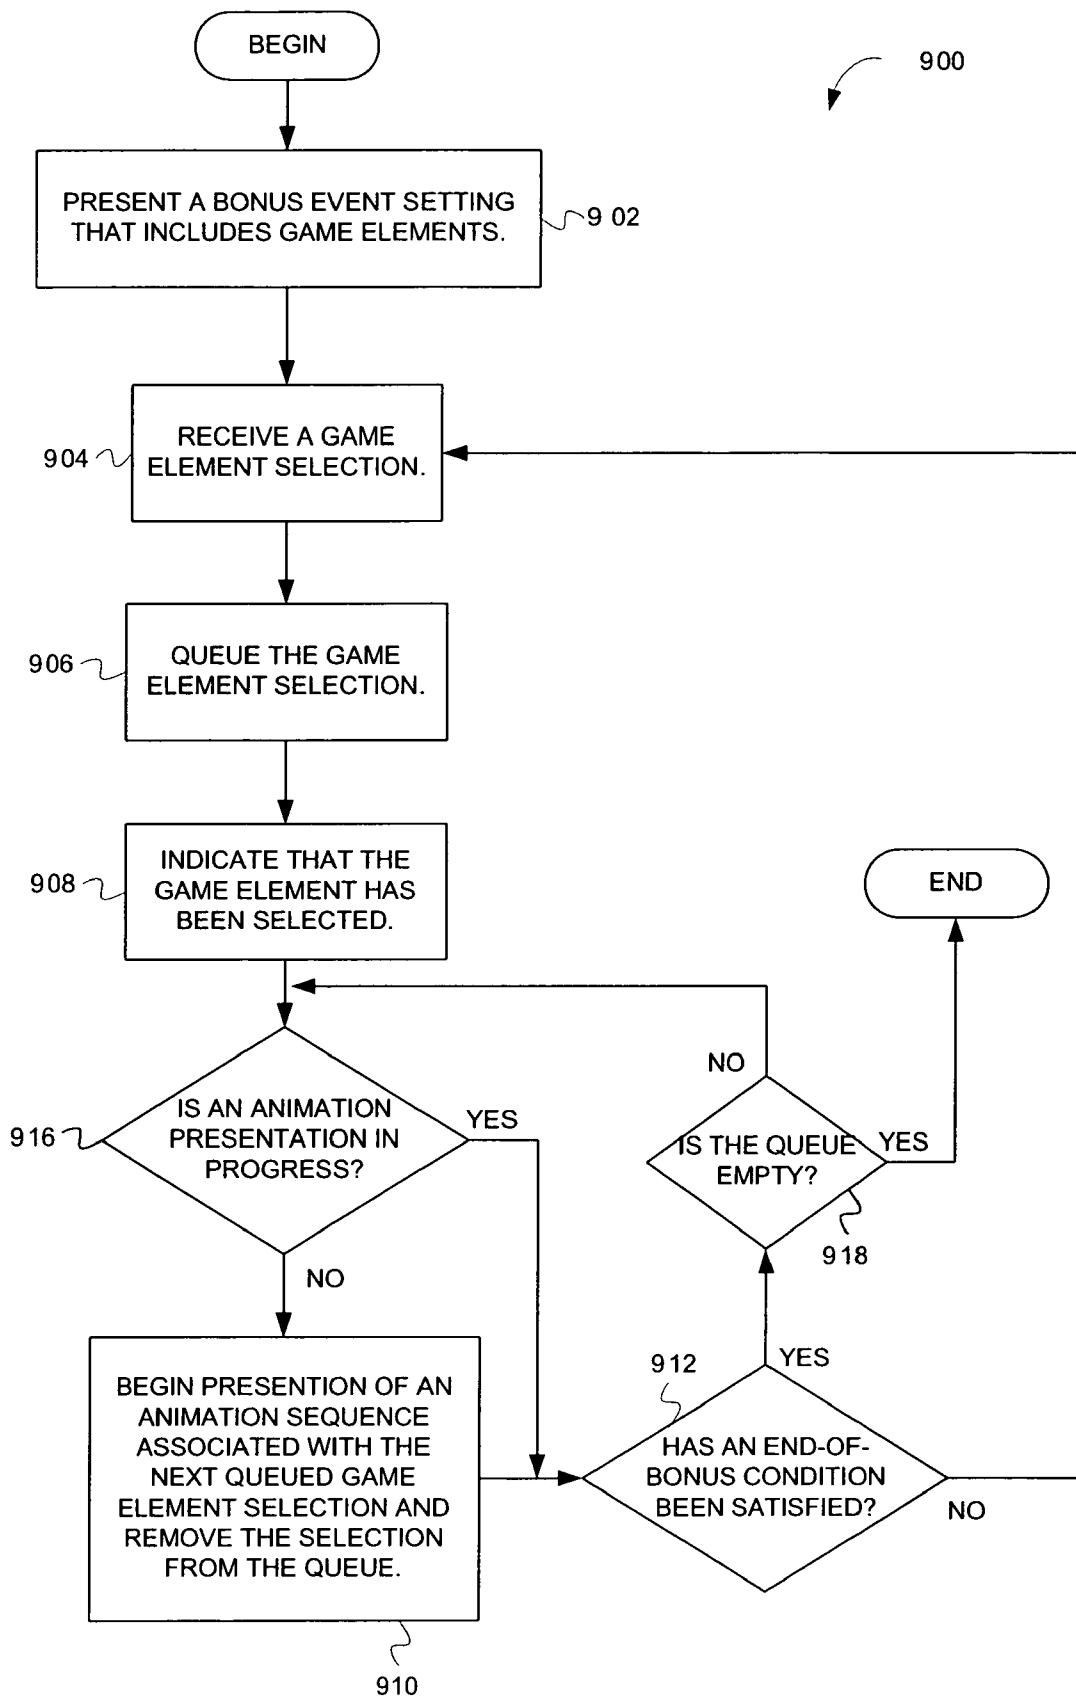 BEGIN
900
PRESENT A BONUS EVENT SETTING
THAT INCLUDES GAME ELEMENTS.
9 02
RECEIVE A GAME
ELEMENT SELECTION.
904
QUEUE THE GAME
ELEMENT SELECTION.
906
INDICATE THAT THE
GAME ELEMENT HAS
BEEN SELECTED.
908
END
IS AN ANIMATION
PRESENTATION IN
PROGRESS?
916
YES
NO
NO
IS THE QUEUE
EMPTY?
YES
918
BEGIN PRESENTION OF AN
ANIMATION SEQUENCE
ASSOCIATED WITH THE
NEXT QUEUED GAME
ELEMENT SELECTION AND
REMOVE THE SELECTION
FROM THE QUEUE.
910
912
YES
HAS AN END-OF-
BONUS CONDITION
BEEN SATISFIED?
NO